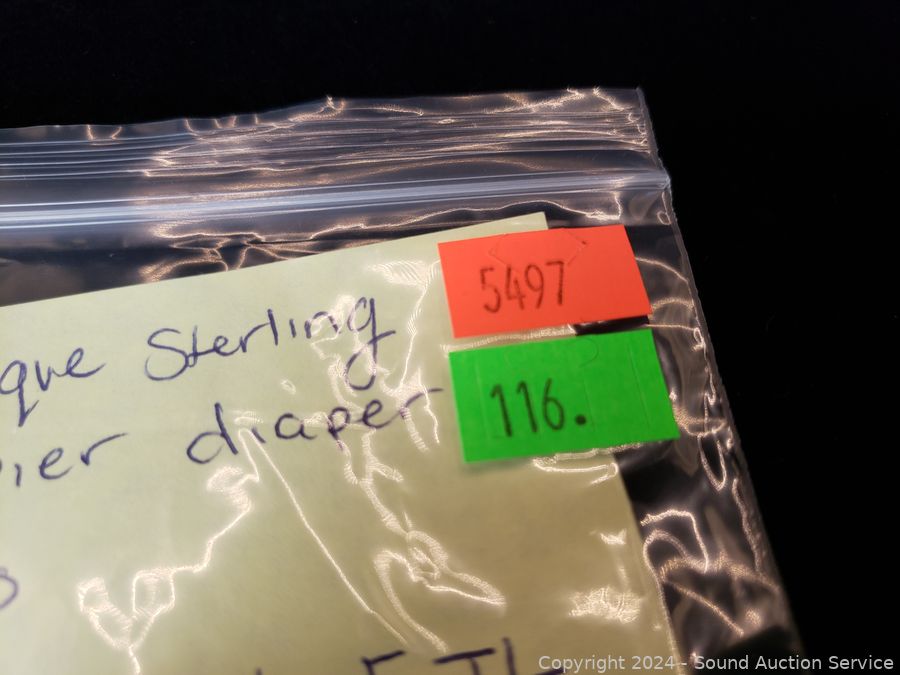 5497
que Sterling
116.
ier diaper
Copyright 2024 - Sound Auction Service